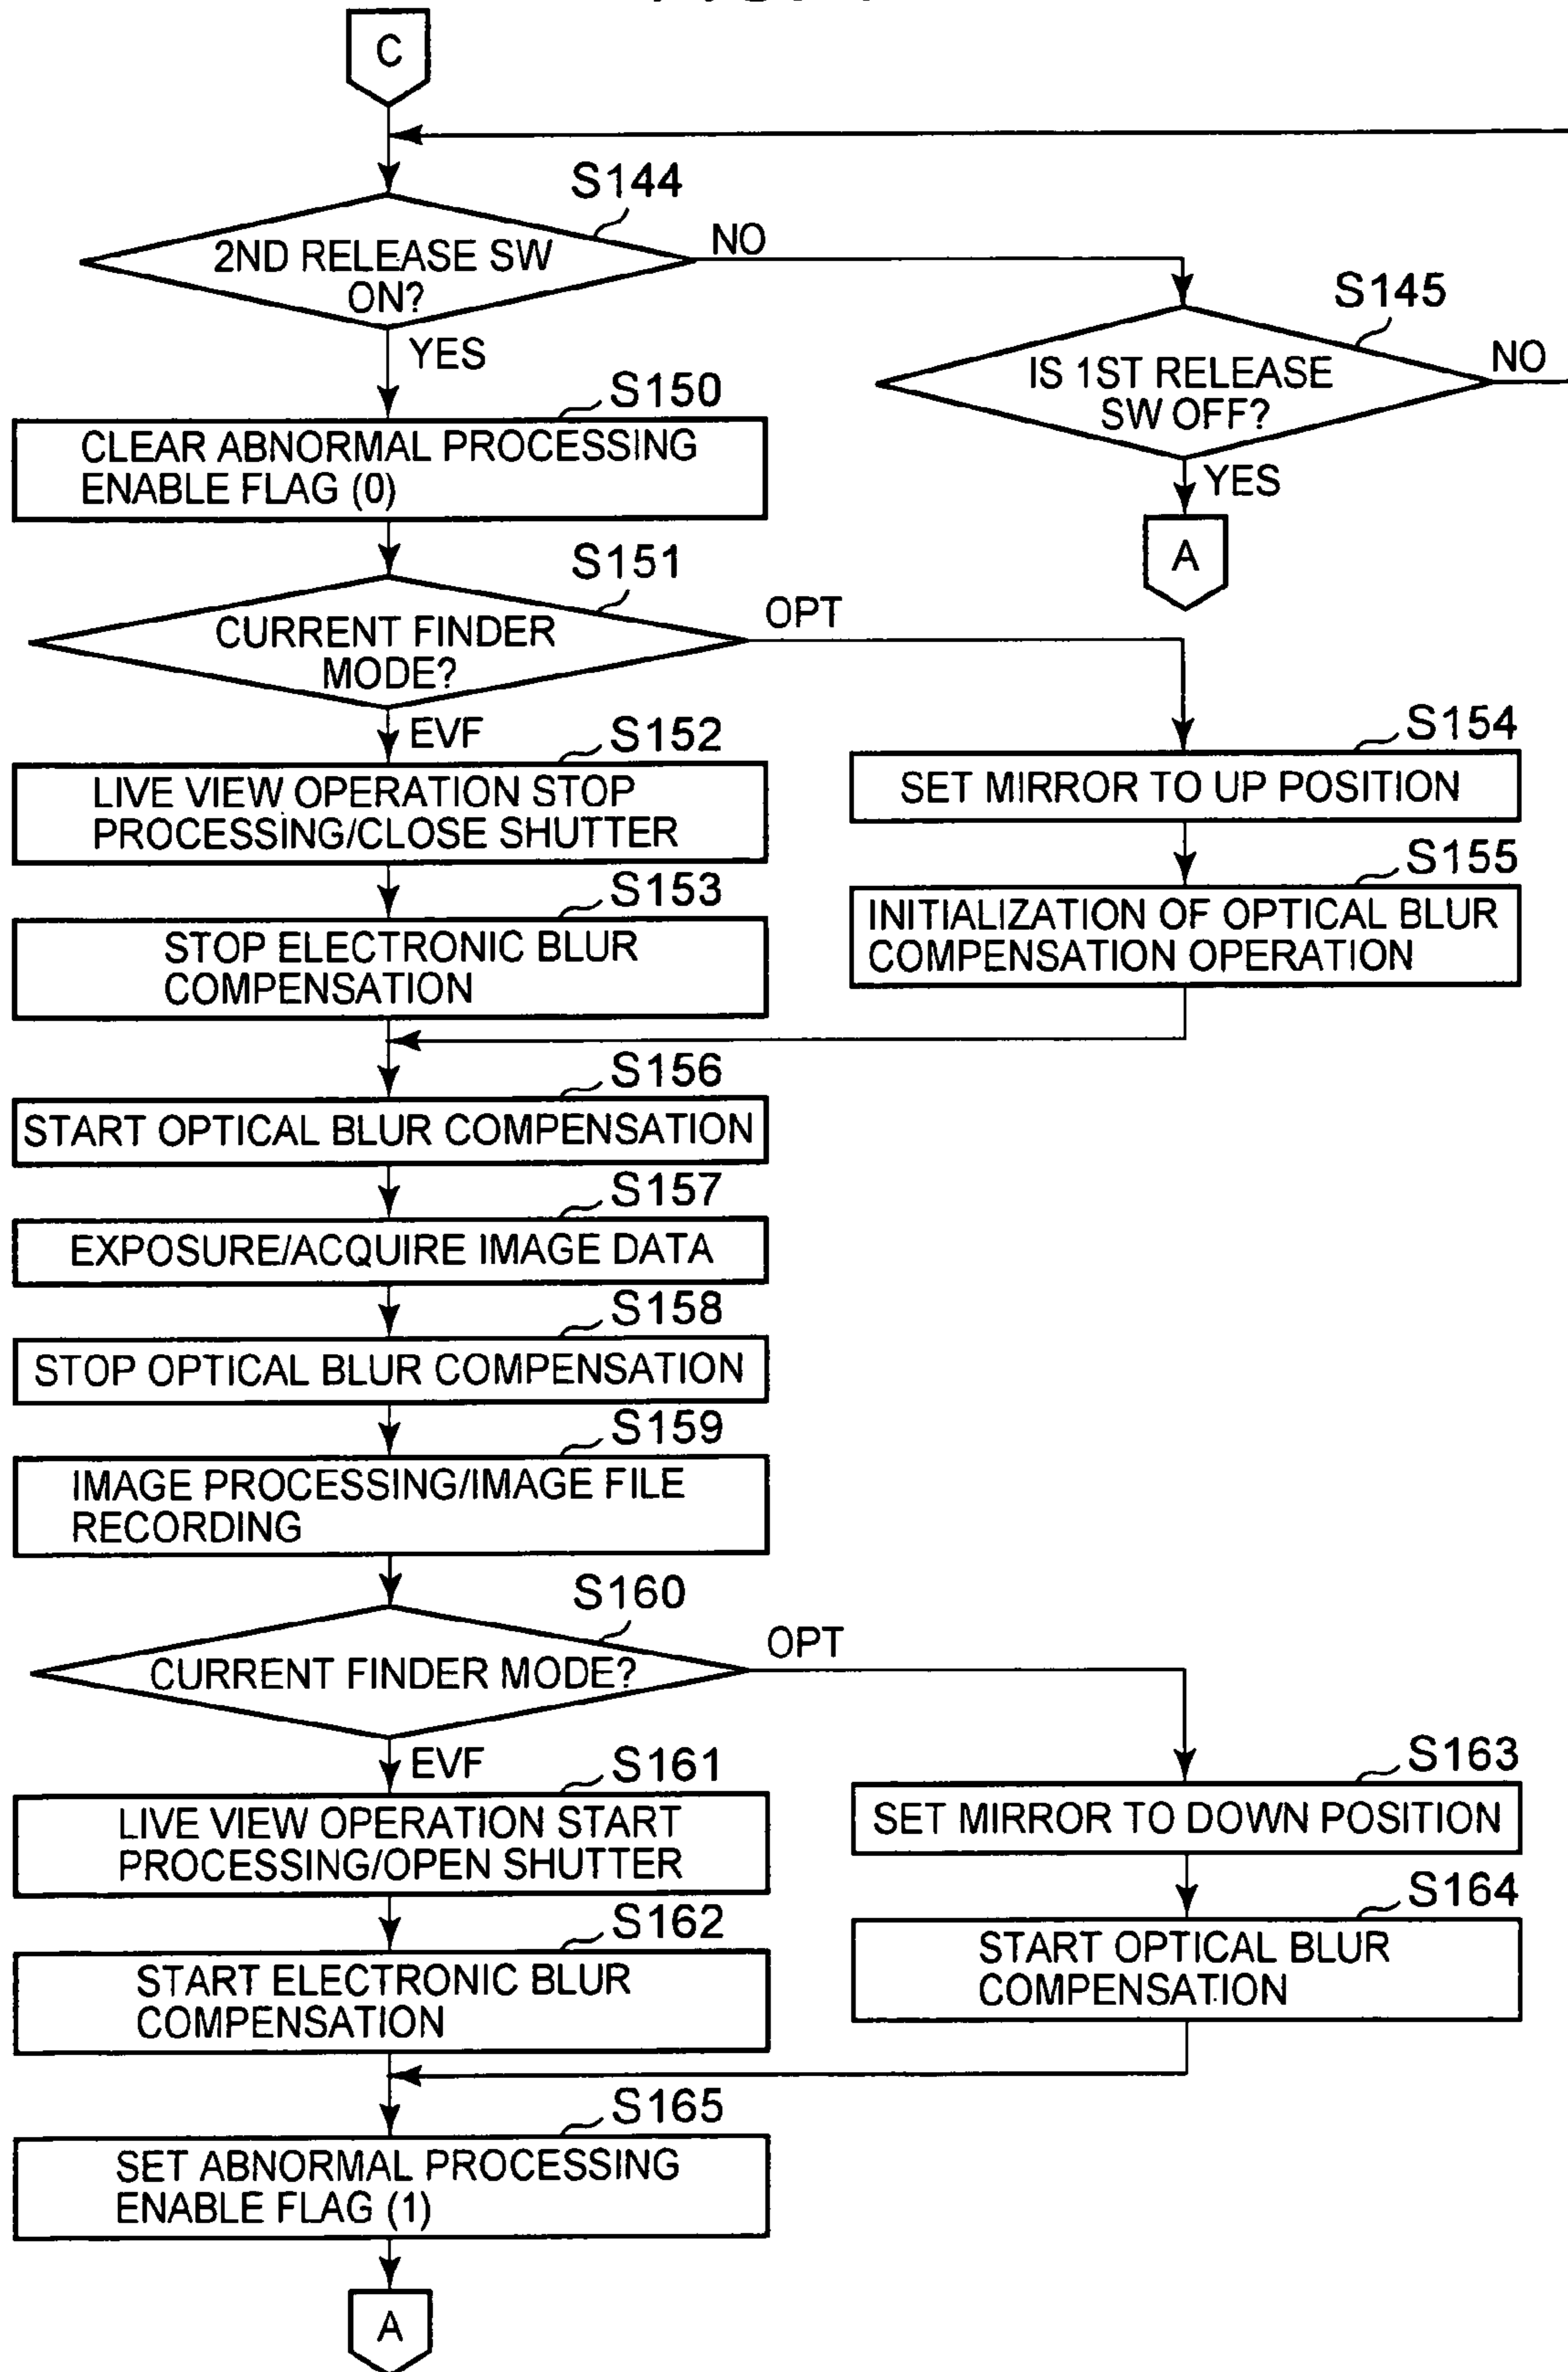 C
S144
2ND RELEASE SW
ON?
NO
YES
S145
IS 1ST RELEASE
SW OFF?
NO
YES
A
S150
CLEAR ABNORMAL PROCESSING
ENABLE FLAG (0)
S151
CURRENT FINDER
MODE?
OPT
EVF
S152
LIVE VIEW OPERATION STOP
PROCESSING/CLOSE SHUTTER
S153
STOP ELECTRONIC BLUR
COMPENSATION
S154
SET MIRROR TO UP POSITION
S155
INITIALIZATION OF OPTICAL BLUR
COMPENSATION OPERATION
S156
START OPTICAL BLUR COMPENSATION
S157
EXPOSURE/ACQUIRE IMAGE DATA
S158
STOP OPTICAL BLUR COMPENSATION
S159
IMAGE PROCESSING/IMAGE FILE
RECORDING
S160
CURRENT FINDER MODE?
OPT
EVF
S161
LIVE VIEW OPERATION START
PROCESSING/OPEN SHUTTER
S162
START ELECTRONIC BLUR
COMPENSATION
S163
SET MIRROR TO DOWN POSITION
S164
START OPTICAL BLUR
COMPENSATION
S165
SET ABNORMAL PROCESSING
ENABLE FLAG (1)
A